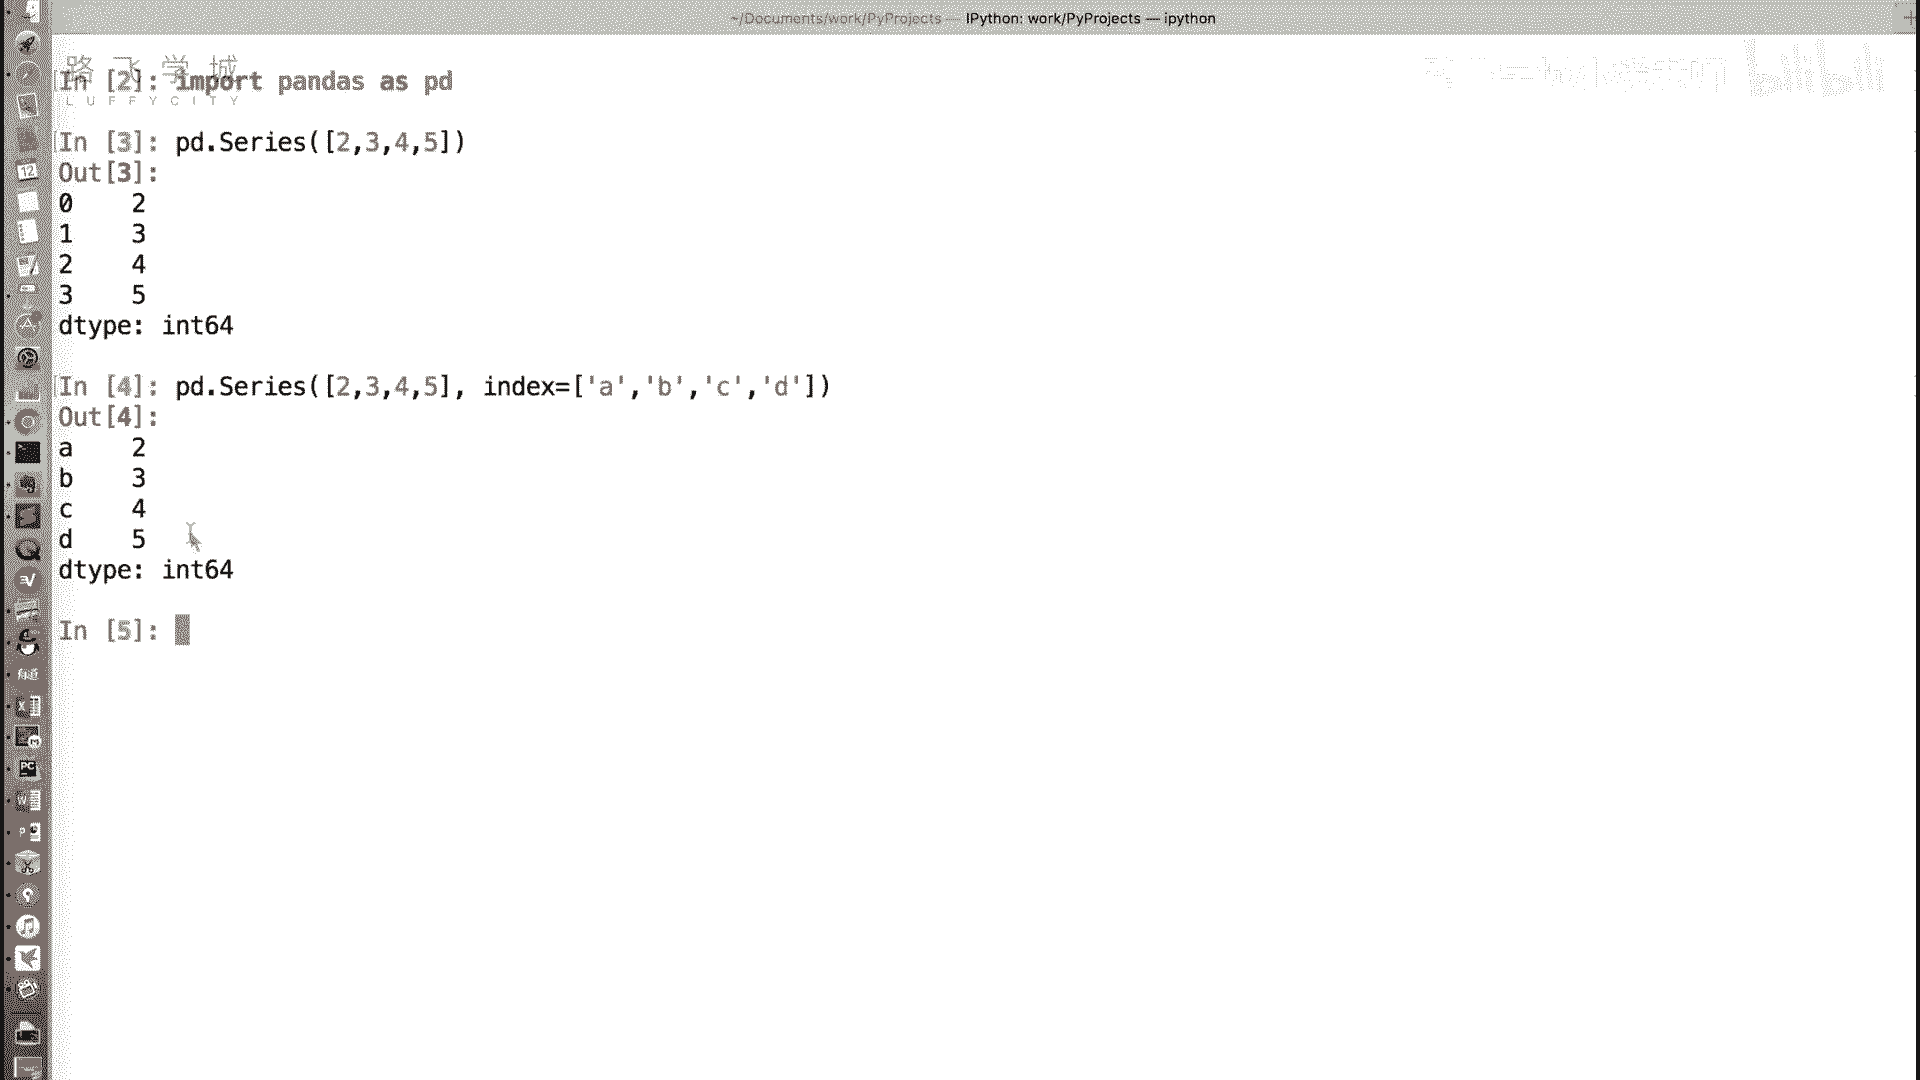 ~/Documents/work/PyProjects — IPython: work/PyProjects — ipython
路飞学城
LUFFYCITY
In [2]: import pandas as pd
In [3]: pd.Series([2,3,4,5])
Out[3]:
0 2
1 3
2 4
3 5
dtype: int64
In [4]: pd.Series([2,3,4,5], index=['a','b','c','d'])
Out[4]:
a 2
b 3
c 4
d 5
dtype: int64
In [5]:
bilibili